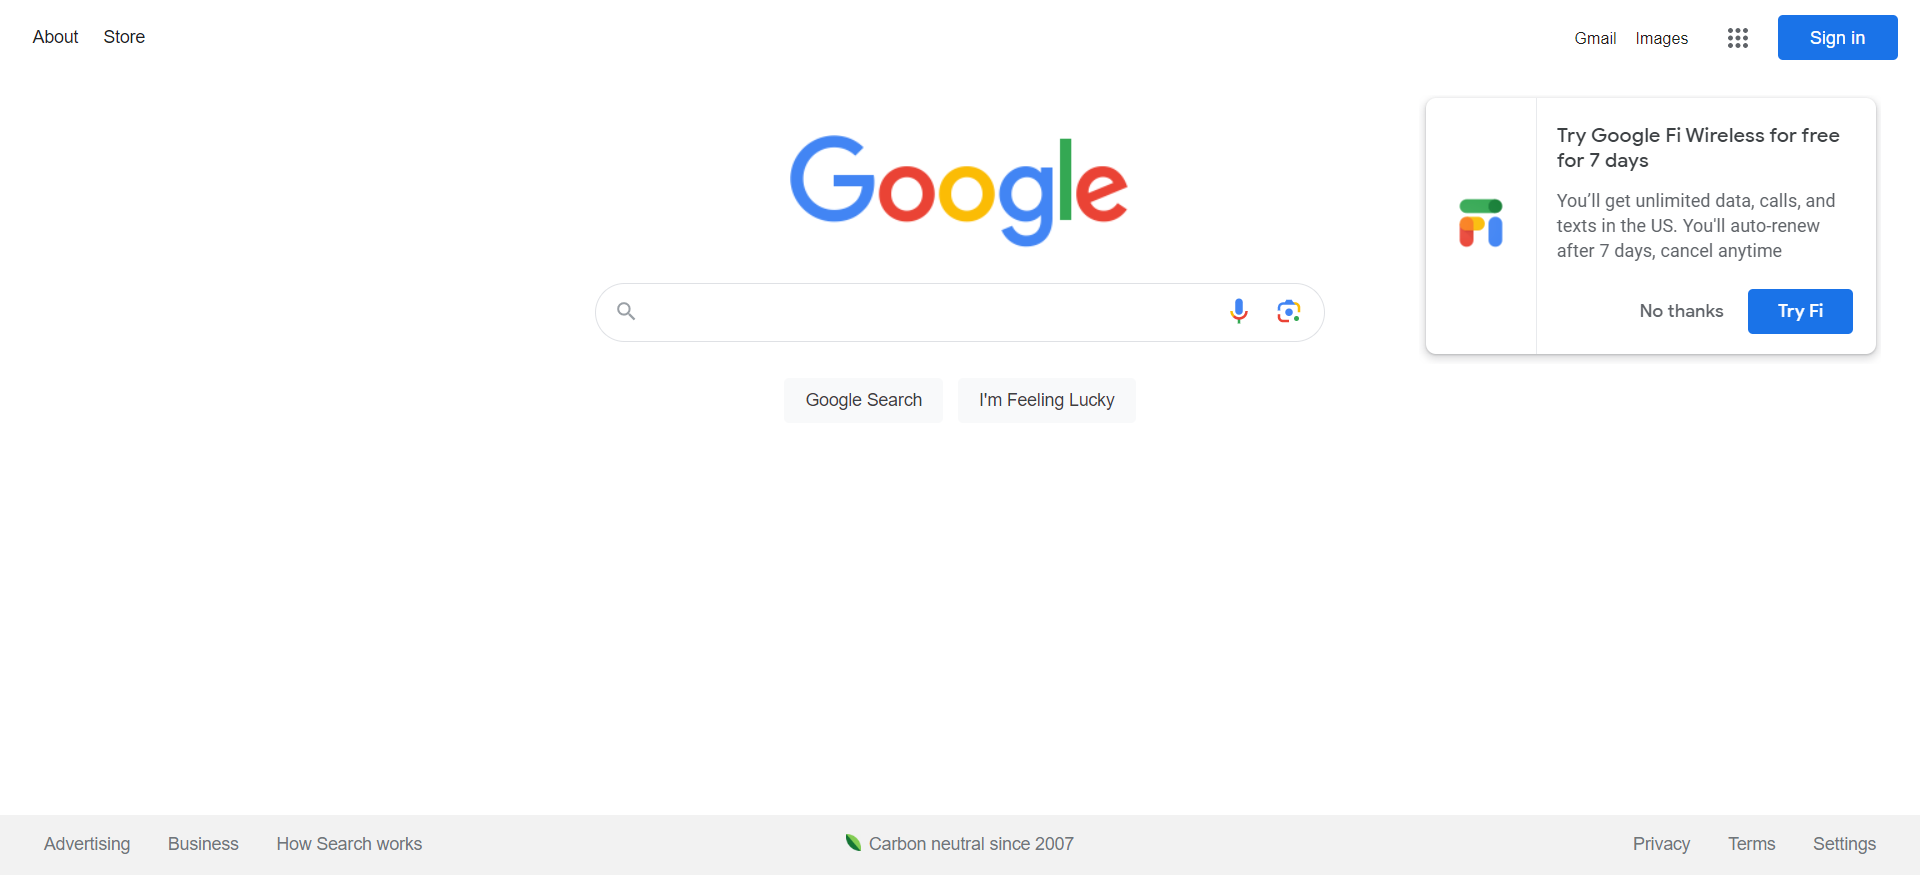 About Store
Gmail Images Sign in
Google
Try Google Fi Wireless for free
for 7 days
You’ll get unlimited data, calls, and
texts in the US. You'll auto-renew
after 7 days, cancel anytime
No thanks Try Fi
Google Search I'm Feeling Lucky
Advertising Business How Search works
Carbon neutral since 2007
Privacy Terms Settings